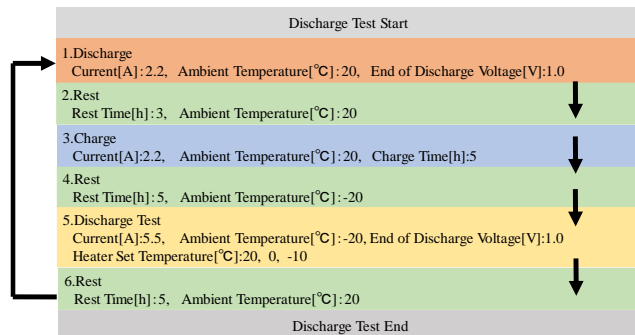 Discharge Test Start
1.Discharge
Current[A]:2.2, Ambient Temperature[℃]:20, End of Discharge Voltage[V]:1.0
2.Rest
Rest Time[h]:3, Ambient Temperature[℃]:20
3.Charge
Current[A]:2.2, Ambient Temperature[℃]:20, Charge Time[h]:5
4.Rest
Rest Time[h]:5, Ambient Temperature[℃]:-20
5.Discharge Test
Current[A]:5.5, Ambient Temperature[℃]:-20, End of Discharge Voltage[V]:1.0
Heater Set Temperature[℃]:20, 0, -10
6.Rest
Rest Time[h]:5, Ambient Temperature[℃]:20
Discharge Test End